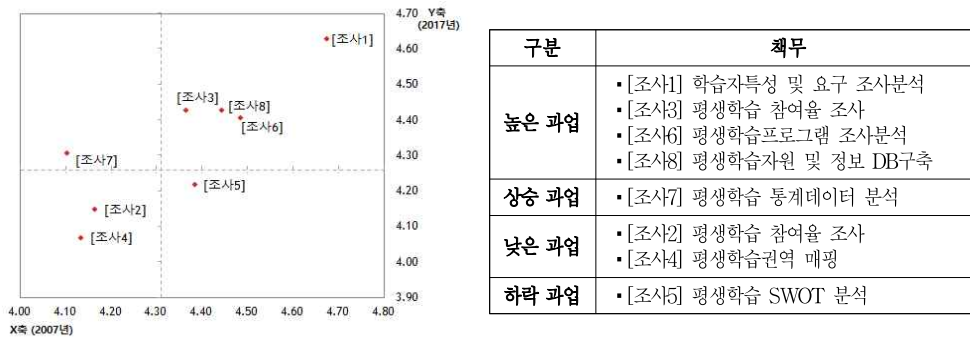 4.70 Y축
(2017년)
[조사1]
4.60
4.50
[조사3] [조사8]
4.40
[조사6]
4.30
[조사7]
4.20
[조사5]
[조사2]
4.10
[조사4]
4.00
3.90
4.00 4.10 4.20 4.30 4.40 4.50 4.60 4.70 4.80
X축 (2007년)
구분 책무
높은 과업
▪[조사1] 학습자특성 및 요구 조사분석
▪[조사3] 평생학습 참여율 조사
▪[조사6] 평생학습프로그램 조사분석
▪[조사8] 평생학습자원 및 정보 DB구축
상승 과업 ▪[조사7] 평생학습 통계데이터 분석
낮은 과업
▪[조사2] 평생학습 참여율 조사
▪[조사4] 평생학습권역 매핑
하락 과업 ▪[조사5] 평생학습 SWOT 분석